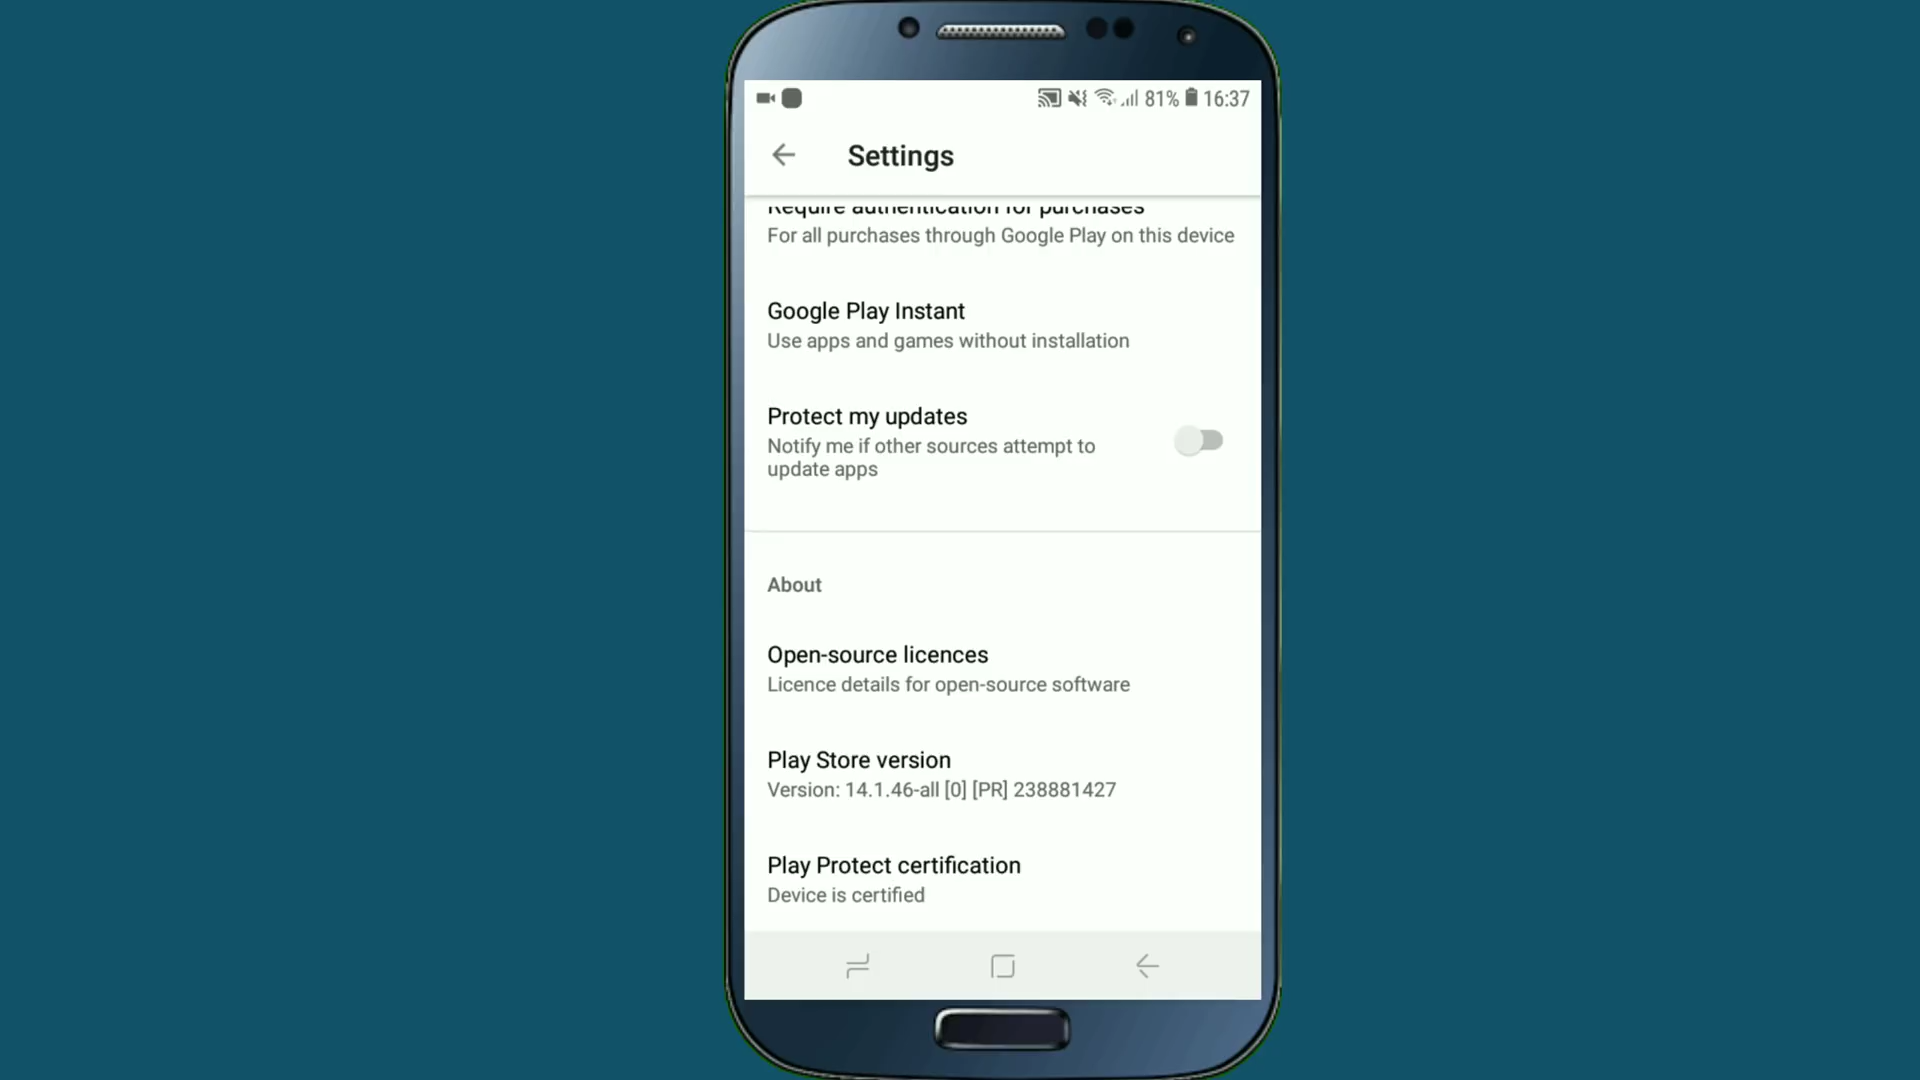 81% 16:37
Settings
Require authentication for purchases
For all purchases through Google Play on this device
Google Play Instant
Use apps and games without installation
Protect my updates
Notify me if other sources attempt to
update apps
About
Open-source licences
Licence details for open-source software
Play Store version
Version: 14.1.46-all [0] [PR] 238881427
Play Protect certification
Device is certified